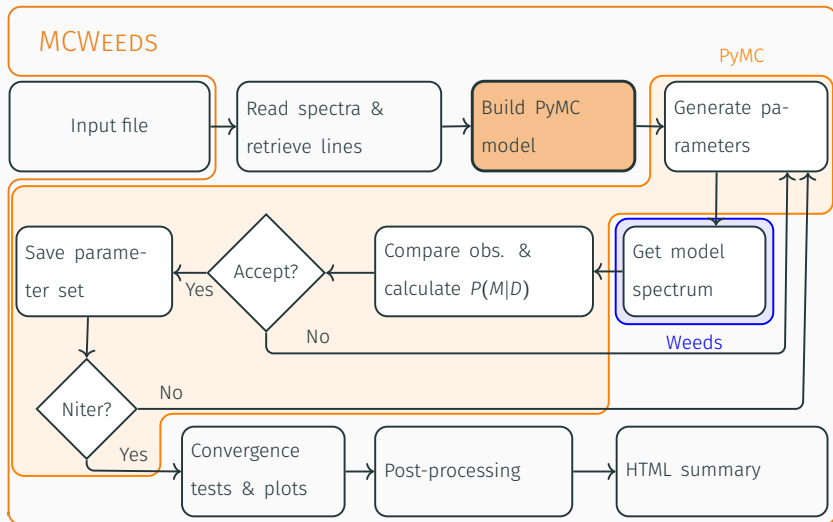 MCWEEDS
PyMC
Input file
Read spectra &
retrieve lines
Build PyMC
model
Generate pa-
rameters
Save parame-
ter set
Yes
Accept?
No
Compare obs. &
calculate P(M|D)
Get model
spectrum
Weeds
Niter?
No
Yes
Convergence
tests & plots
Post-processing
HTML summary